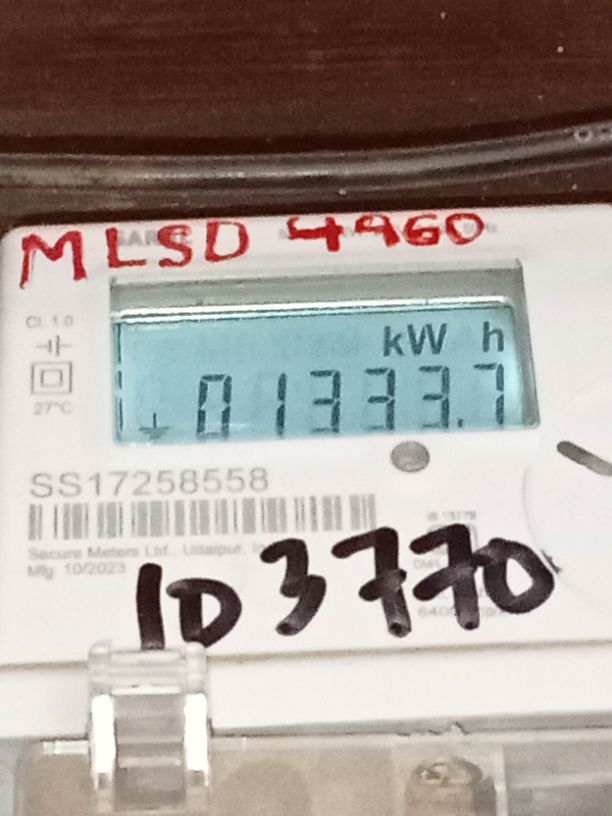 MLSD 4960
Cl. 1.0
kW h
27°C
01333.7
SS17258558
Secure Meters Ltd., Udaipur,
Mfg: 10/2023
ID 3770